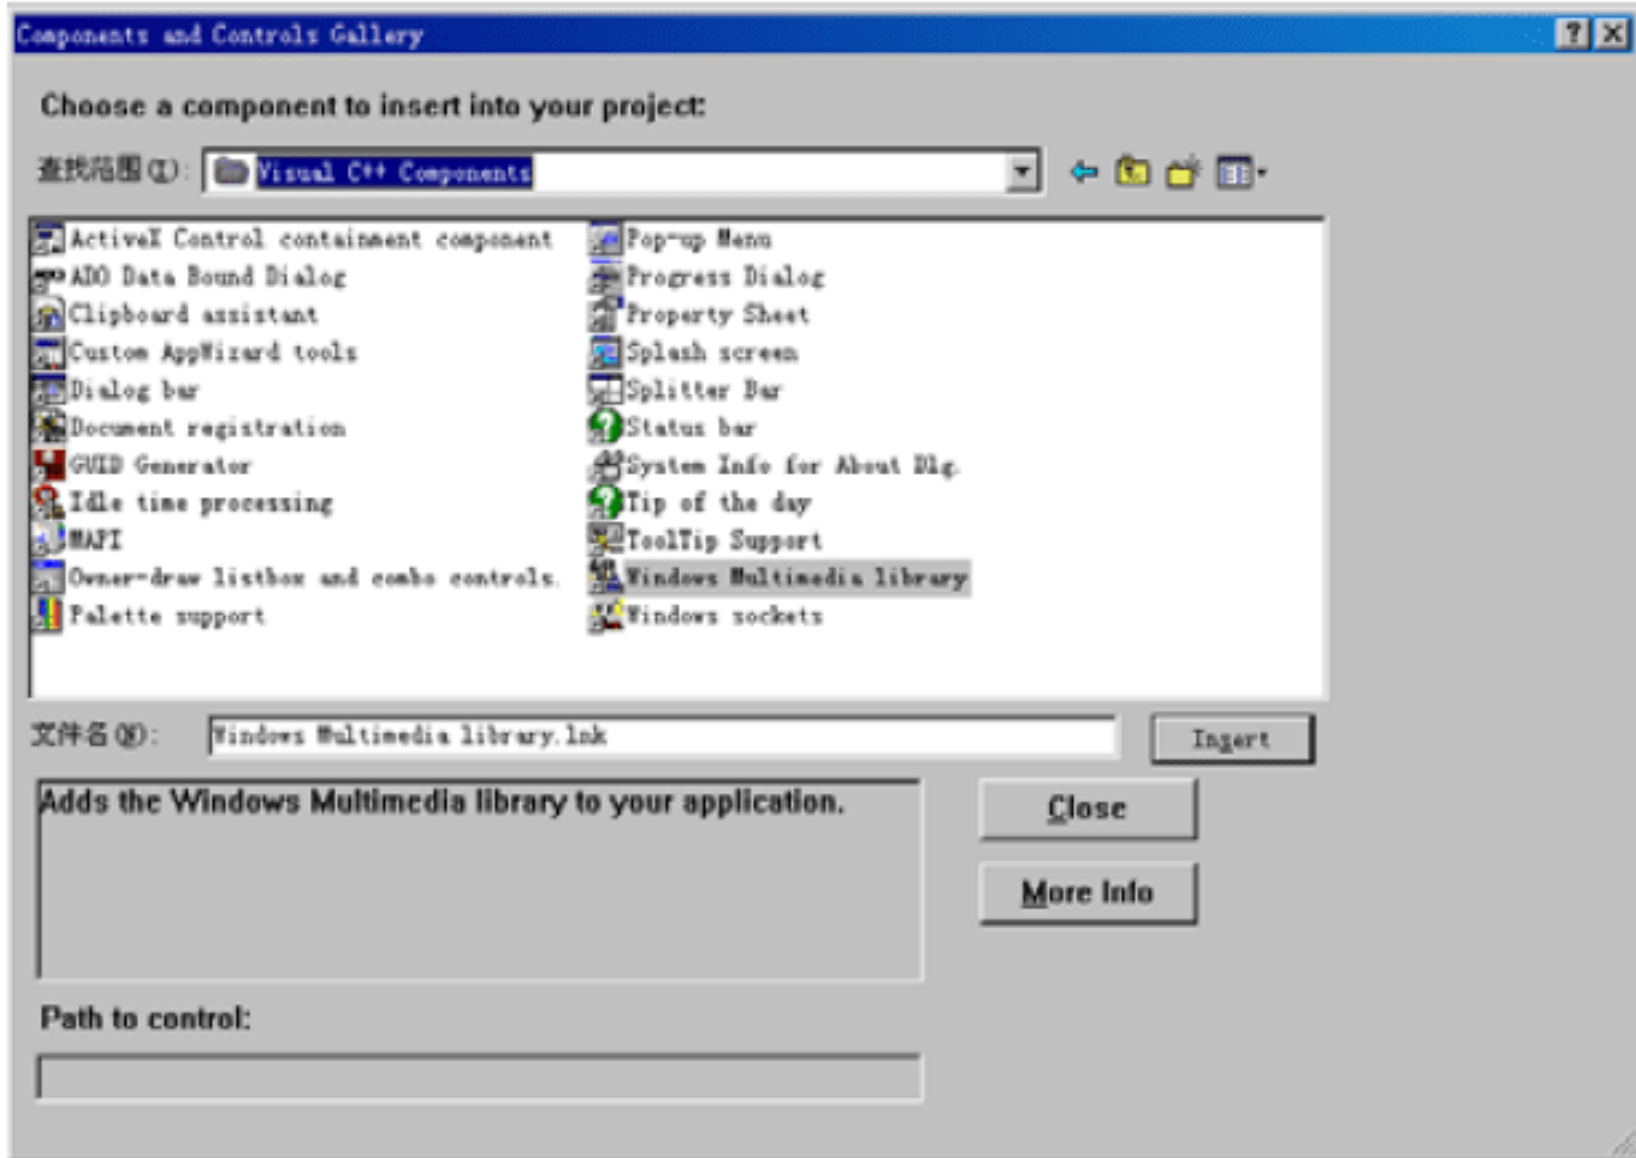 Components and Controls Gallery
Choose a component to insert into your project:
查找范围(I): Visual C++ Components
ActiveX Control containment component
ADO Data Bound Dialog
Clipboard assistant
Custom AppWizard tools
Dialog bar
Document registration
GUID Generator
Idle time processing
MAPI
Owner-draw listbox and combo controls.
Palette support
Pop-up Menu
Progress Dialog
Property Sheet
Splash screen
Splitter Bar
Status bar
System Info for About Dlg.
Tip of the day
ToolTip Support
Windows Multimedia library
Windows sockets
文件名(N): Windows Multimedia library.lnk Insert
Adds the Windows Multimedia library to your application.
Close
More Info
Path to control: